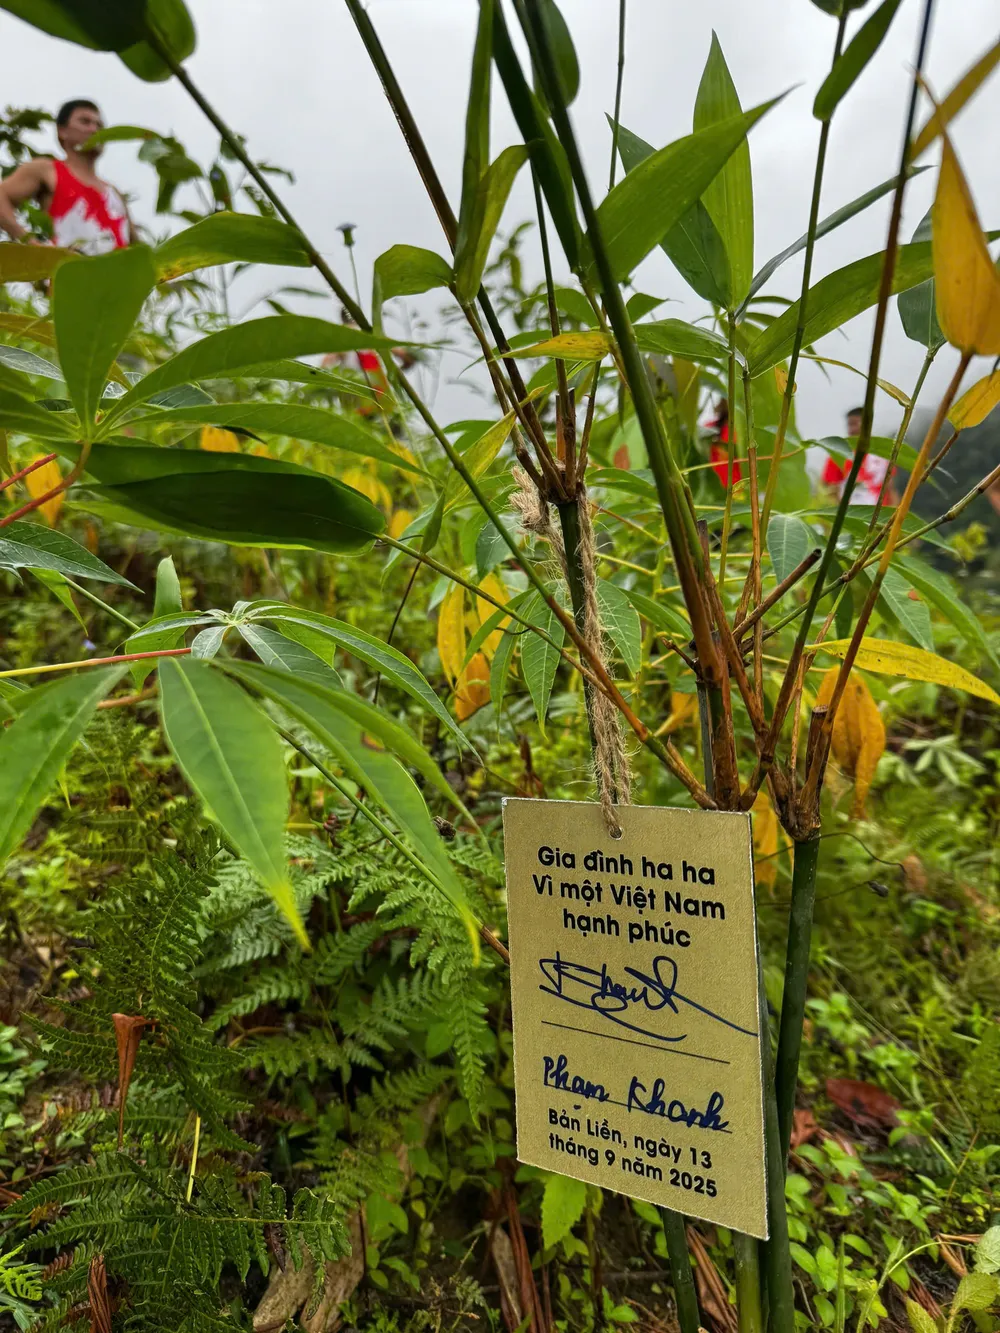 Gia đình ha ha
Vì một Việt Nam
hạnh phúc
Phạm Khanh
Bản Liền, ngày 13
tháng 9 năm 2025